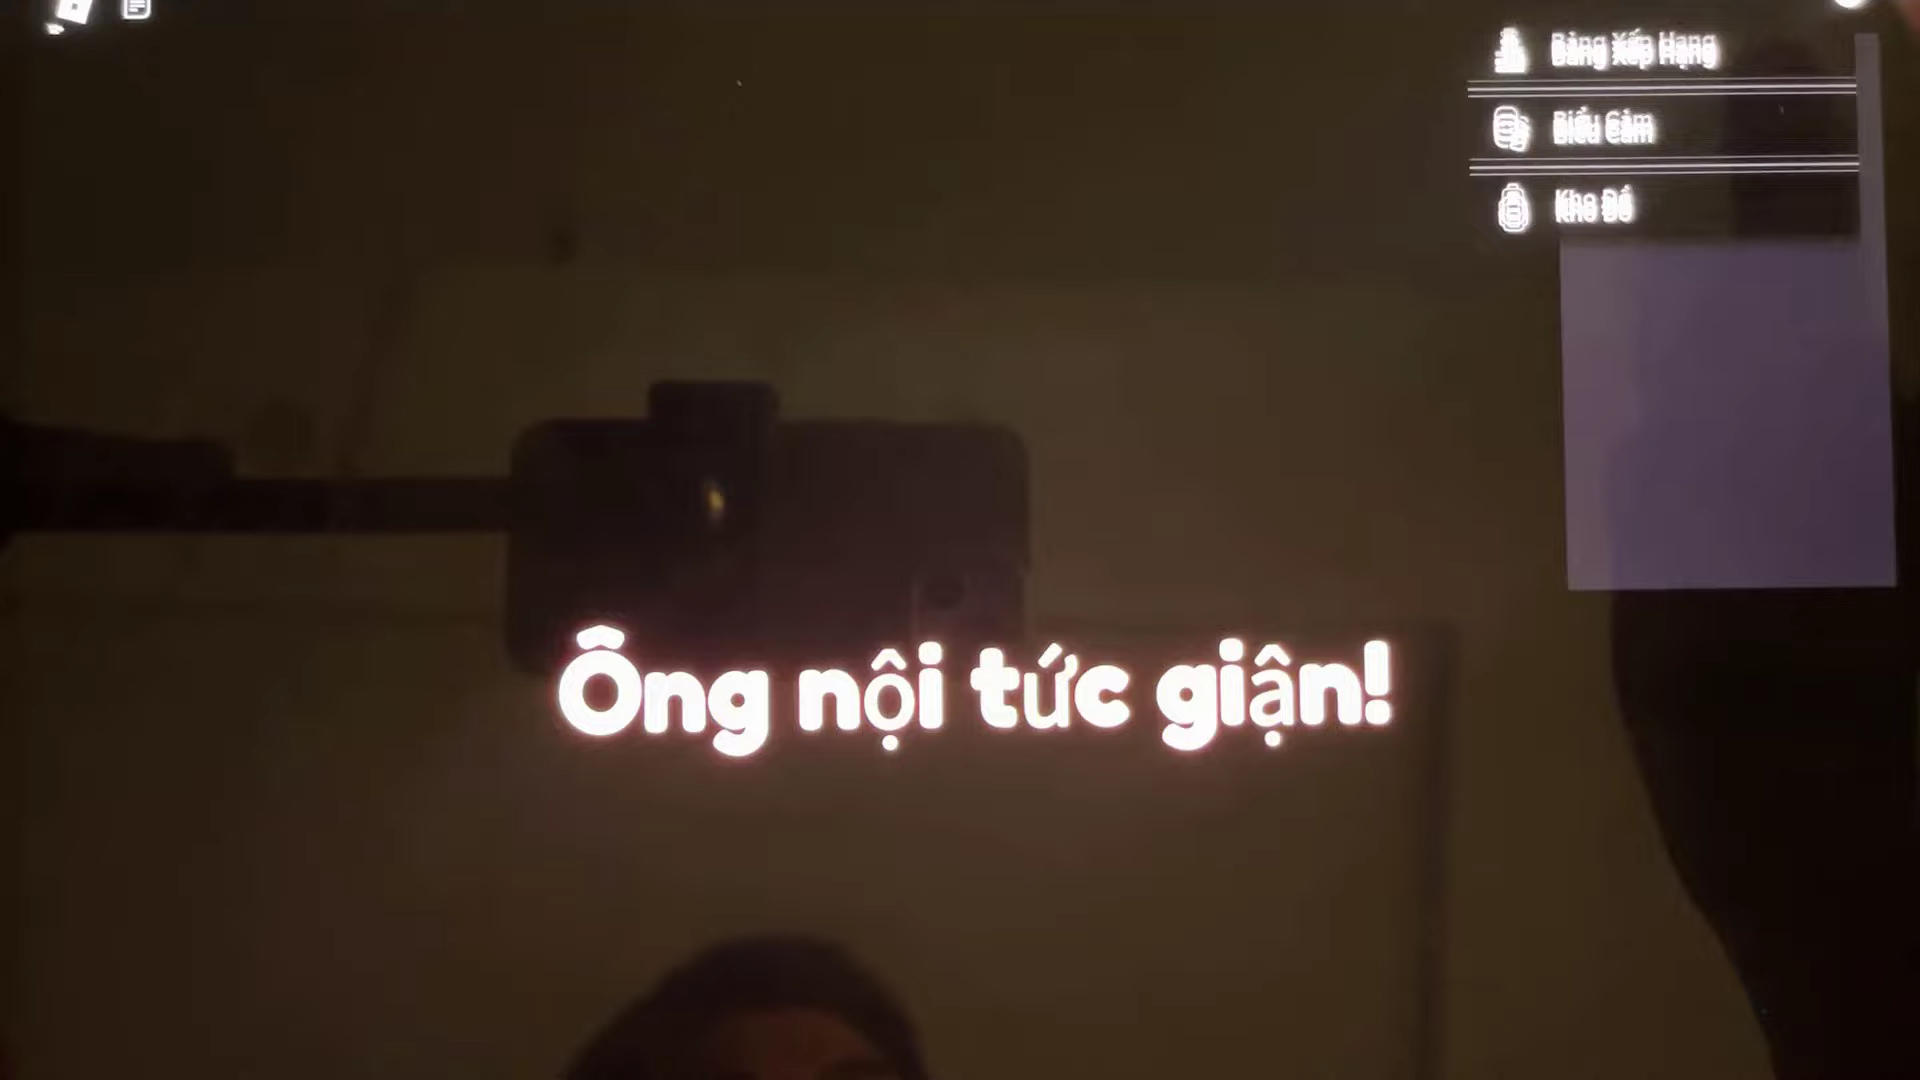 Bảng Xếp Hạng
Biểu Cảm
Kho Đồ
Ông nội tức giận!